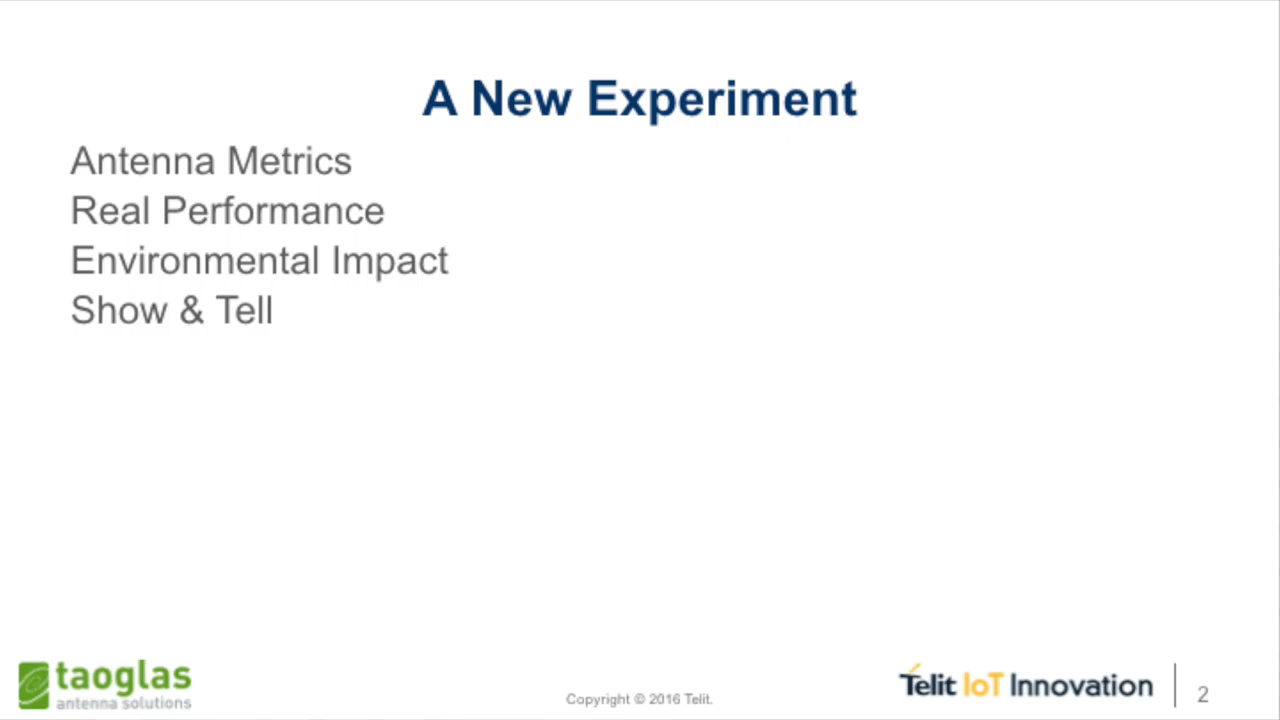 A New Experiment
Antenna Metrics
Real Performance
Environmental Impact
Show & Tell
taoglas
antenna solutions
Copyright © 2016 Telit.
Telit IoT Innovation
2